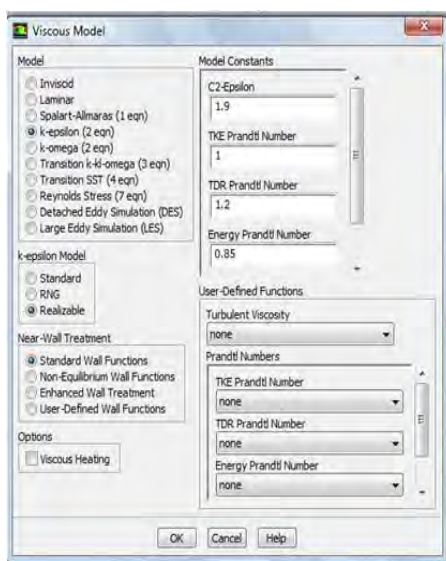 Viscous Model
Model
Inviscid
Laminar
Spalart-Allmaras (1 eqn)
k-epsilon (2 eqn)
k-omega (2 eqn)
Transition k-kl-omega (3 eqn)
Transition SST (4 eqn)
Reynolds Stress (7 eqn)
Detached Eddy Simulation (DES)
Large Eddy Simulation (LES)
k-epsilon Model
Standard
RNG
Realizable
Near-Wall Treatment
Standard Wall Functions
Non-Equilibrium Wall Functions
Enhanced Wall Treatment
User-Defined Wall Functions
Options
Viscous Heating
Model Constants
C2-Epsilon
1.9
TKE Prandtl Number
1
TDR Prandtl Number
1.2
Energy Prandtl Number
0.85
User-Defined Functions
Turbulent Viscosity
none
Prandtl Numbers
TKE Prandtl Number
none
TDR Prandtl Number
none
Energy Prandtl Number
none
OK Cancel Help